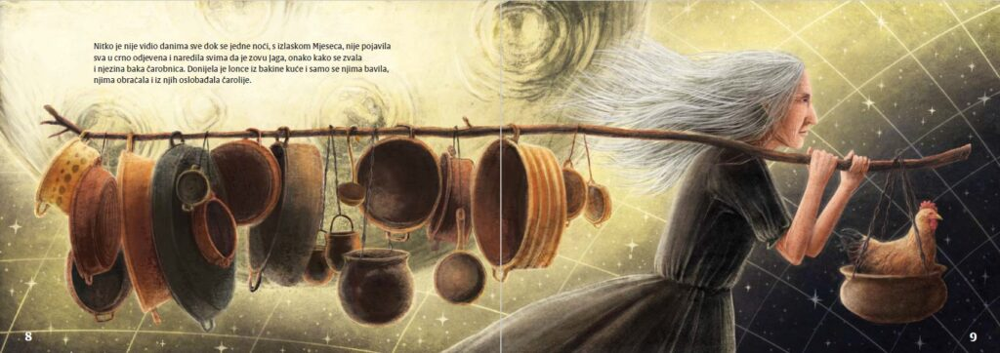 Nitko je nije vidio danima sve dok se jedne noći, s izlaskom Mjeseca, nije pojavila
sva u crno odjevena i naredila svima da je zovu Jaga, onako kako se zvala
i njezina baka čarobnica. Donijela je lonce iz bakine kuće i samo se njima bavila,
njima obraćala i iz njih oslobađala čarolije.
8
9